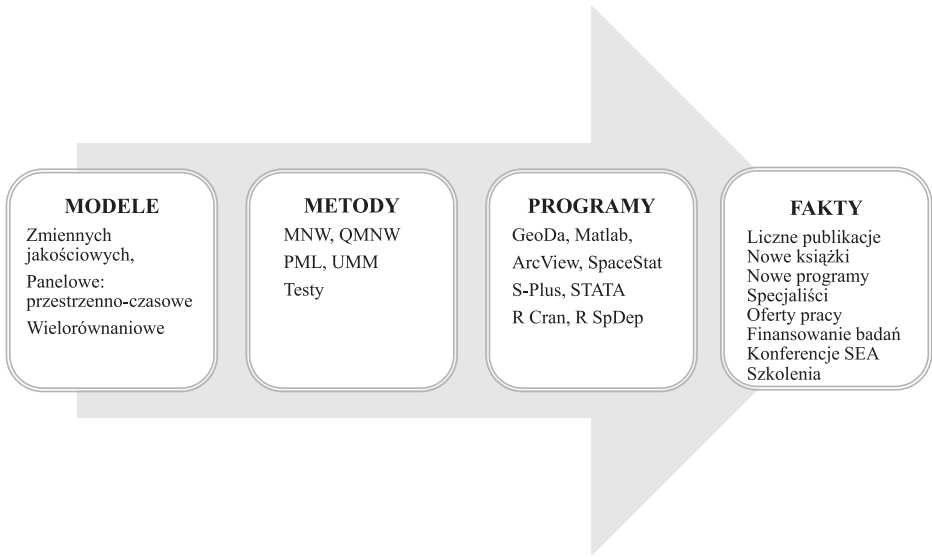 MODELE
Zmiennych
jakościowych,
Panelowe:
przestrzenno-czasowe
Wielorównaniowe
METODY
MNW, QMNW
PML, UMM
Testy
PROGRAMY
GeoDa, Matlab,
ArcView, SpaceStat
S-Plus, STATA
R Cran, R SpDep
FAKTY
Liczne publikacje
Nowe książki
Nowe programy
Specjaliści
Oferty pracy
Finansowanie badań
Konferencje SEA
Szkolenia